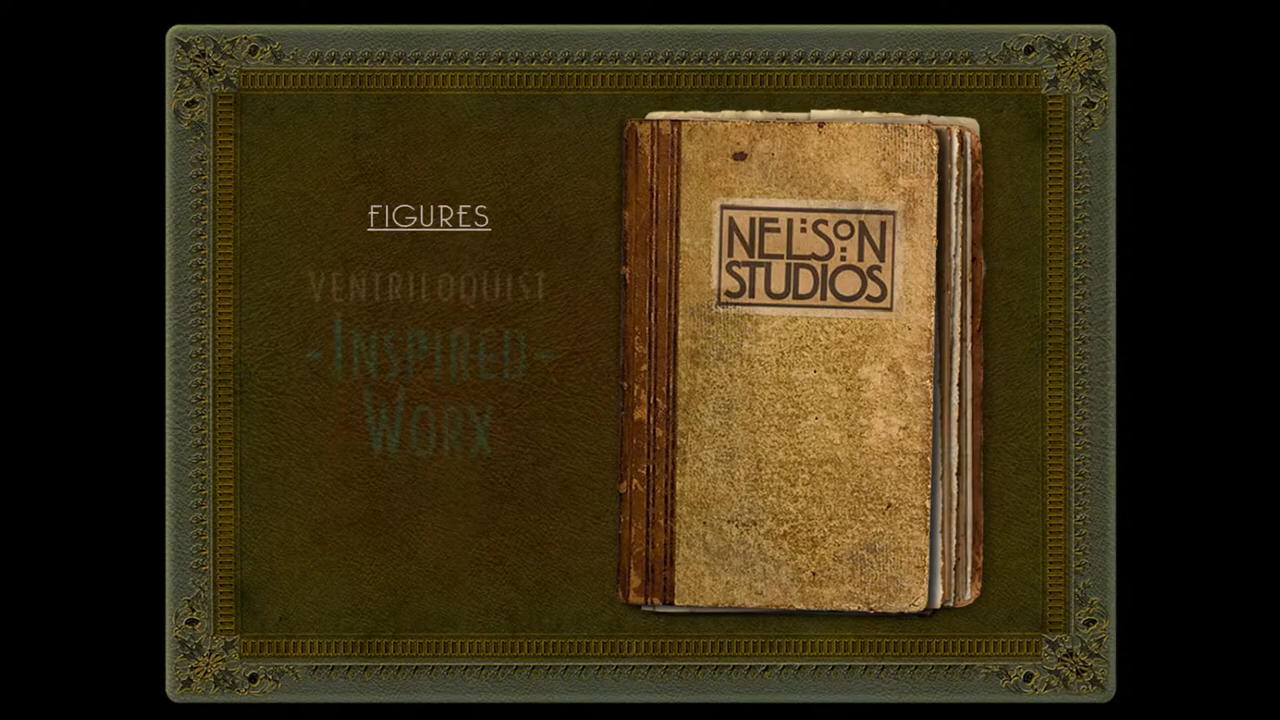 FIGURES
VENTRILOQUIST
-INSPIRED-
WORX
NELSON
STUDIOS